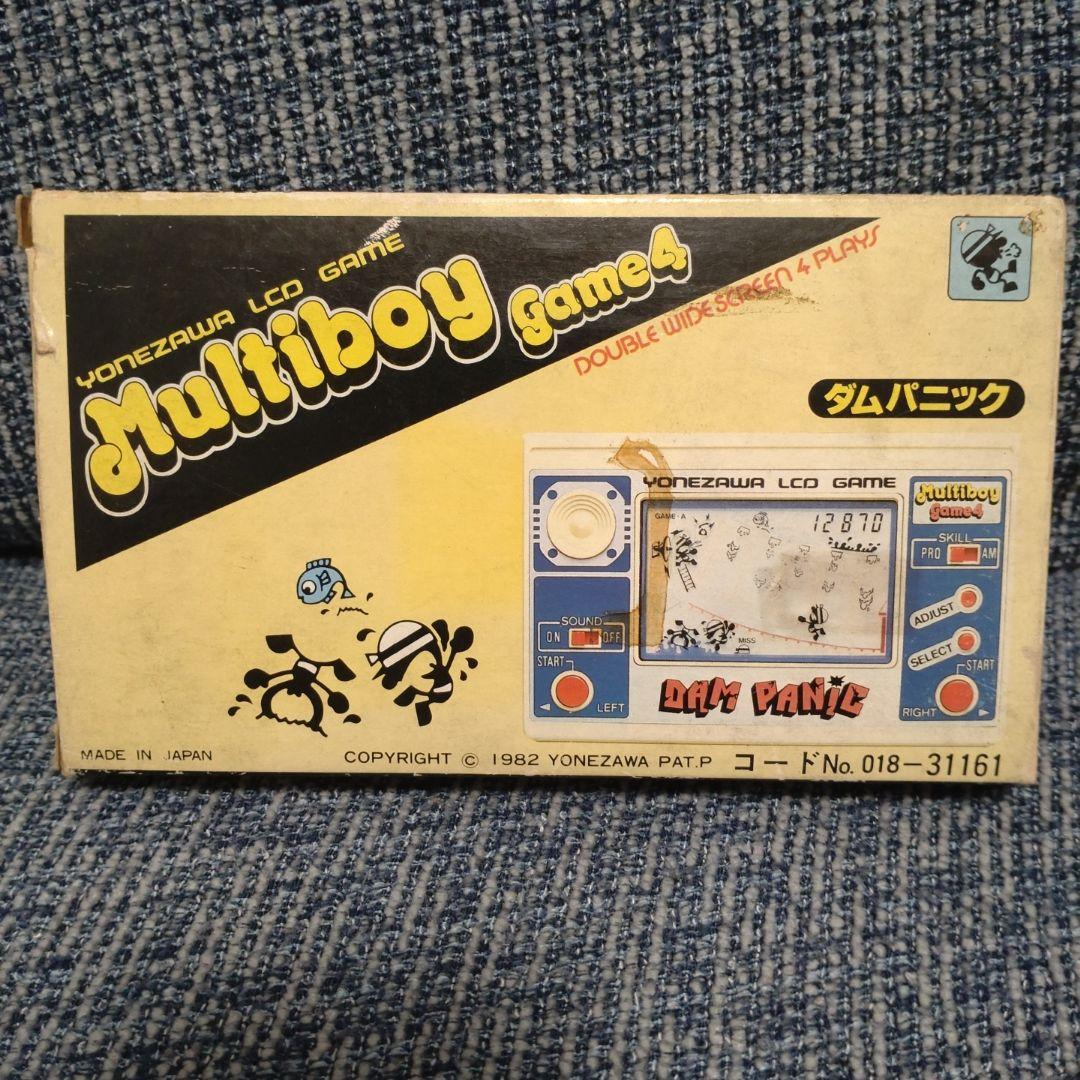 YONEZAWA LCD GAME
Multiboy Game4
DOUBLE WIDE SCREEN 4 PLAYS
ダムパニック
YONEZAWA LCD GAME
Multiboy
Game4
GAME·A
12870
SKILL
PRO AM
ADJUST
SELECT
SOUND
ON OFF
START
LEFT
MISS
DAM PANIC
START
RIGHT
MADE IN JAPAN
COPYRIGHT © 1982 YONEZAWA PAT.P
コードNo. 018-31161